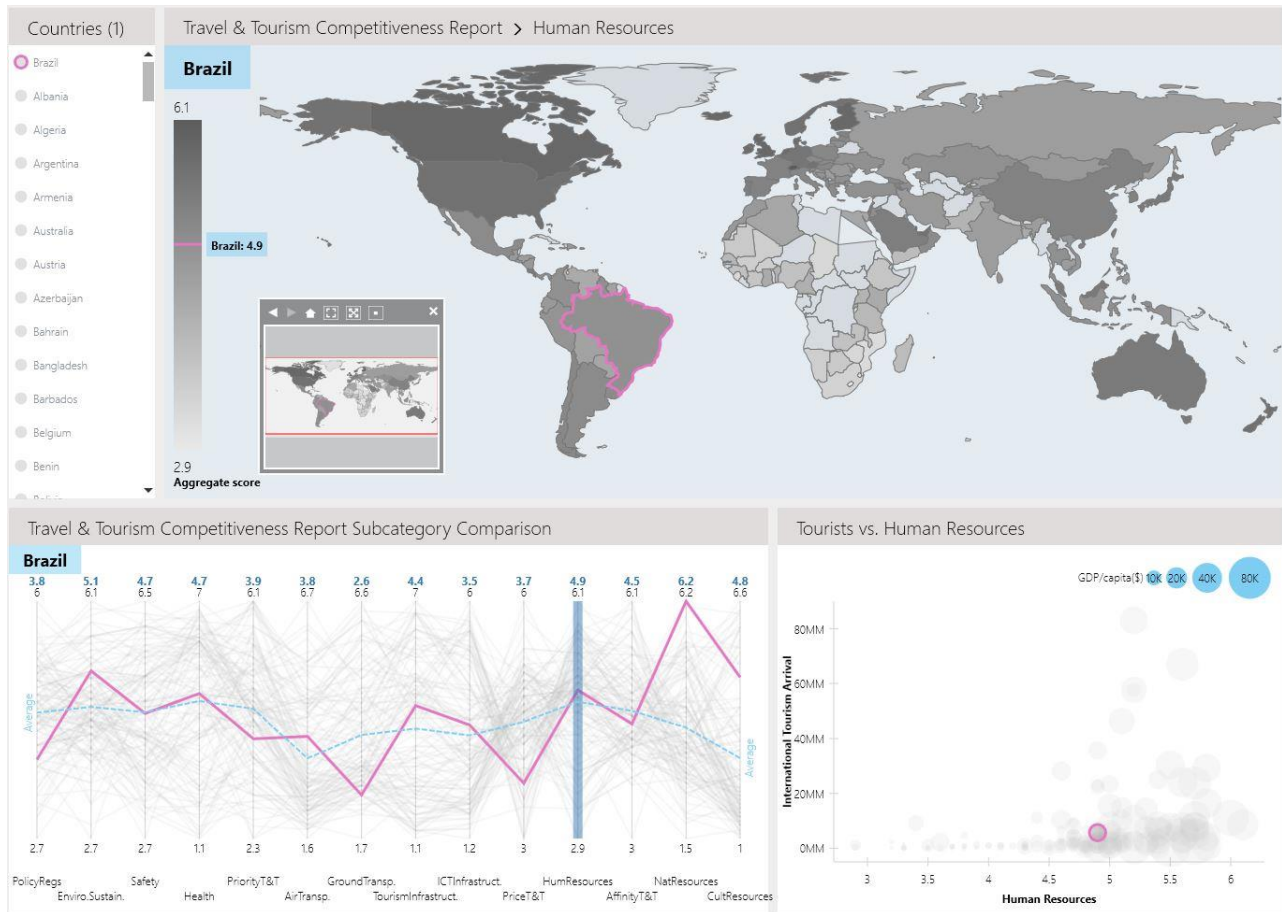 Countries (1)
Brazil
Albania
Algeria
Argentina
Armenia
Australia
Austria
Azerbaijan
Bahrain
Bangladesh
Barbados
Belgium
Benin
Travel & Tourism Competitiveness Report > Human Resources
Brazil
6.1
Brazil: 4.9
2.9
Aggregate score
Travel & Tourism Competitiveness Report Subcategory Comparison
Brazil
3.8 5.1 4.7 4.7 3.9 3.8 2.6 4.4 3.5 3.7 4.9 4.5 6.2 4.8
6 6.1 6.5 7 6.1 6.7 6.6 7 6 6 6.1 6.1 6.2 6.6
Average
Average
2.7 2.7 2.7 1.1 2.3 1.6 1.7 1.1 1.2 3 2.9 3 1.5 1
PolicyRegs Safety PriorityT&T GroundTransp. ICTInfrastruct. HumResources NatResources
Enviro.Sustain. Health AirTransp. TourismInfrastruct. PriceT&T AffinityT&T CultResources
Tourists vs. Human Resources
GDP/capita($) 10K 20K 40K 80K
International Tourism Arrival
80MM
60MM
40MM
20MM
0MM
3 3.5 4 4.5 5 5.5 6
Human Resources